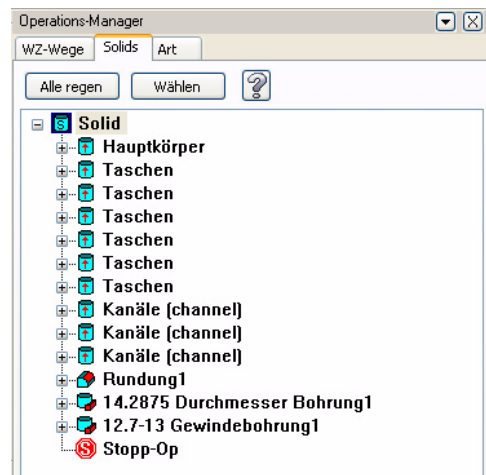 Operations-Manager
WZ-Wege Solids Art
Alle regen Wählen ?
S Solid
Hauptkörper
Taschen
Taschen
Taschen
Taschen
Taschen
Taschen
Kanäle (channel)
Kanäle (channel)
Kanäle (channel)
Rundung1
14.2875 Durchmesser Bohrung1
12.7-13 Gewindebohrung1
S Stopp-Op